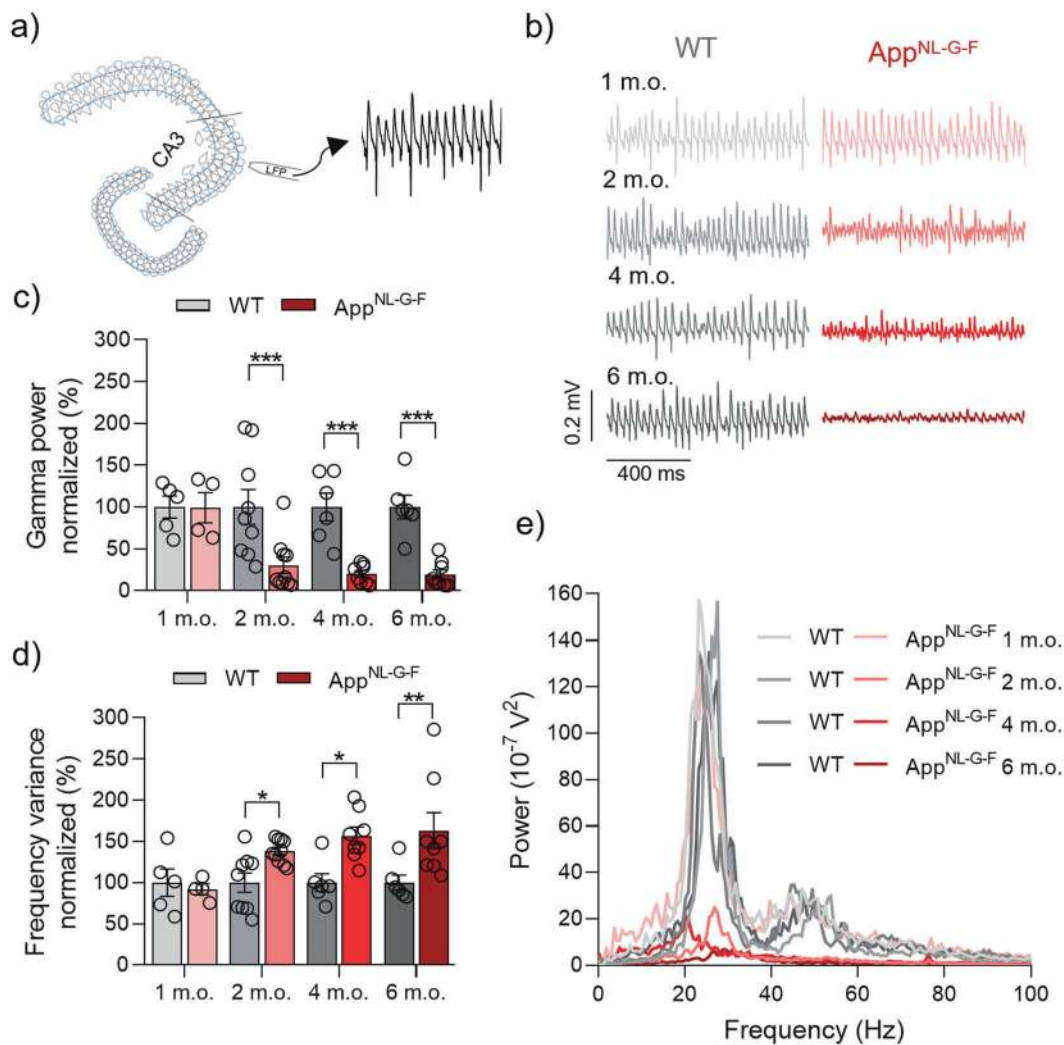 a)
CA3
LFP
b)
WT App^NL-G-F
1 m.o.
2 m.o.
4 m.o.
6 m.o.
0.2 mV
400 ms
c)
WT App^NL-G-F
Gamma power
normalized (%)
300
250
200
150
100
50
0
*** *** ***
1 m.o. 2 m.o. 4 m.o. 6 m.o.
d)
WT App^NL-G-F
Frequency variance
normalized (%)
300
250
200
150
100
50
0
* * **
1 m.o. 2 m.o. 4 m.o. 6 m.o.
e)
Power (10⁻⁷ V²)
160
140
120
100
80
60
40
20
0
WT App^NL-G-F 1 m.o.
WT App^NL-G-F 2 m.o.
WT App^NL-G-F 4 m.o.
WT App^NL-G-F 6 m.o.
0 20 40 60 80 100
Frequency (Hz)